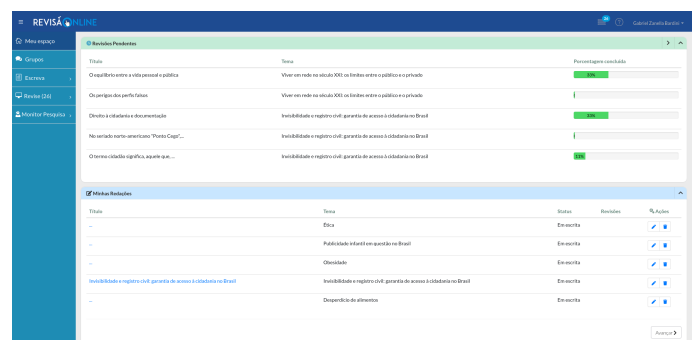 ≡ REVISÃO ONLINE
26
Gabriel Zanella Bardini
Meu espaço
Grupos
Escreva
Revise (26)
Monitor Pesquisa
Revisões Pendentes
Título Tema Porcentagem concluída
O equilíbrio entre a vida pessoal e pública Viver em rede no século XXI: os limites entre o público e o privado 33%
Os perigos dos perfis falsos. Viver em rede no século XXI: os limites entre o público e o privado
Direito à cidadania e documentação Invisibilidade e registro civil: garantia de acesso à cidadania no Brasil 33%
No seriado norte-americano "Ponto Cego",... Invisibilidade e registro civil: garantia de acesso à cidadania no Brasil
O termo cidadão significa, aquele que,... Invisibilidade e registro civil: garantia de acesso à cidadania no Brasil 11%
Minhas Redações
Título Tema Status Revisões Ações
... Ética Em escrita
... Publicidade infantil em questão no Brasil Em escrita
... Obesidade Em escrita
Invisibilidade e registro civil: garantia de acesso à cidadania no Brasil Invisibilidade e registro civil: garantia de acesso à cidadania no Brasil Em escrita
... Desperdício de alimentos Em escrita
Avançar